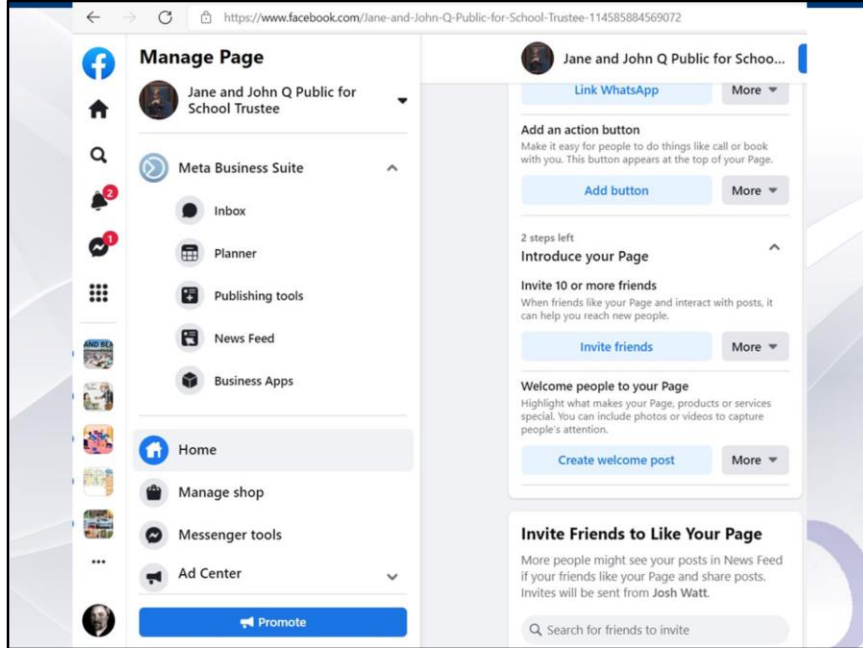 https://www.facebook.com/Jane-and-John-Q-Public-for-School-Trustee-114585884569072
Manage Page
Jane and John Q Public for
School Trustee
Meta Business Suite
Inbox
Planner
Publishing tools
News Feed
Business Apps
Home
Manage shop
Messenger tools
Ad Center
Promote
2
1
AND BEA
Jane and John Q Public for Schoo...
Link WhatsApp
More
Add an action button
Make it easy for people to do things like call or book
with you. This button appears at the top of your Page.
Add button
More
2 steps left
Introduce your Page
Invite 10 or more friends
When friends like your Page and interact with posts, it
can help you reach new people.
Invite friends
More
Welcome people to your Page
Highlight what makes your Page, products or services
special. You can include photos or videos to capture
people's attention.
Create welcome post
More
Invite Friends to Like Your Page
More people might see your posts in News Feed
if your friends like your Page and share posts.
Invites will be sent from Josh Watt.
Search for friends to invite